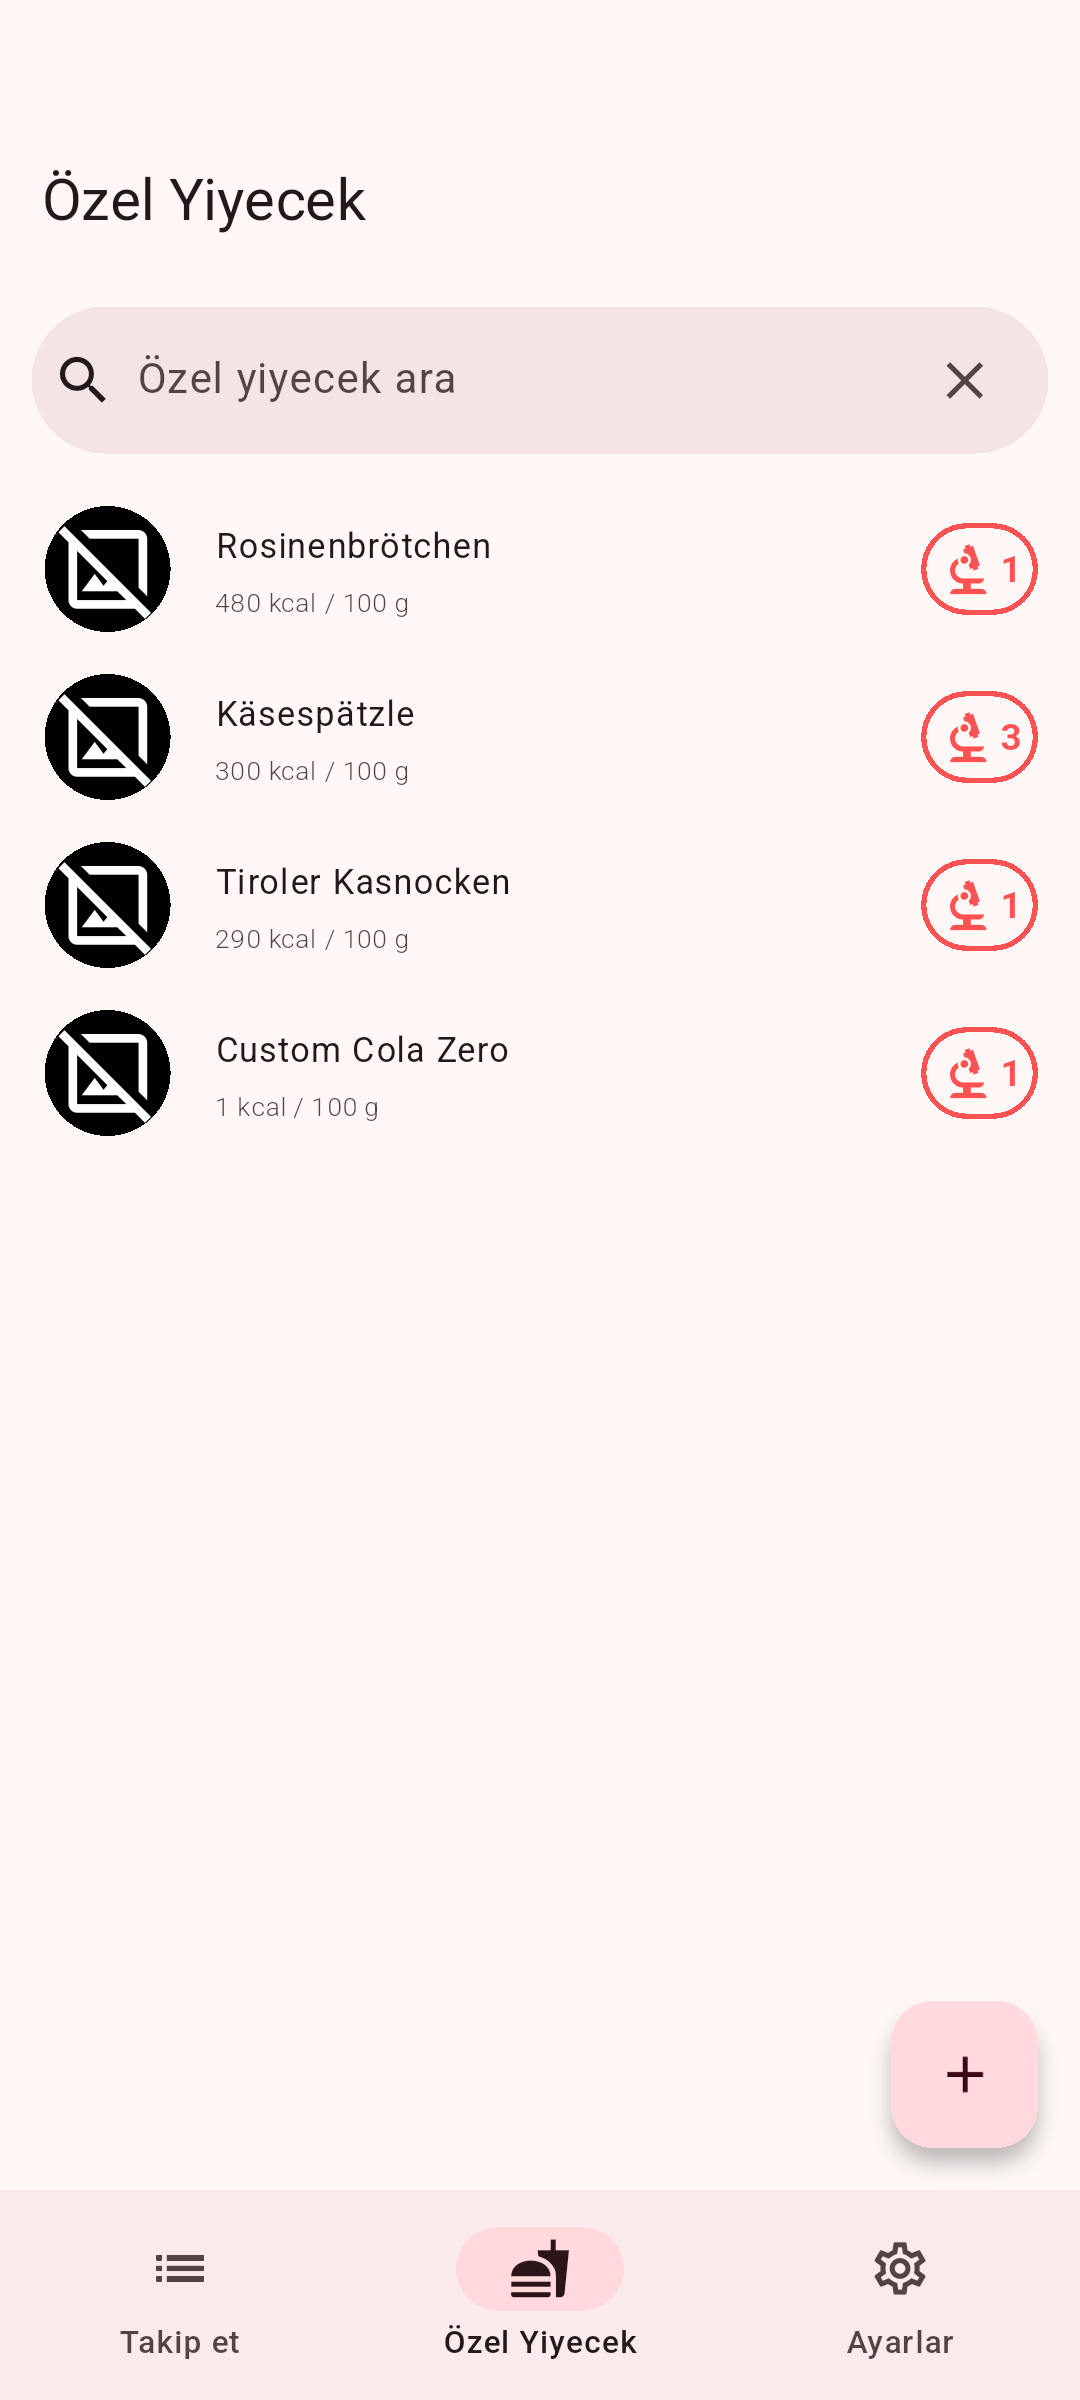 Özel Yiyecek
Özel yiyecek ara
Rosinenbrötchen
480 kcal / 100 g
1
Käsespätzle
300 kcal / 100 g
3
Tiroler Kasnocken
290 kcal / 100 g
1
Custom Cola Zero
1 kcal / 100 g
1
Takip et
Özel Yiyecek
Ayarlar